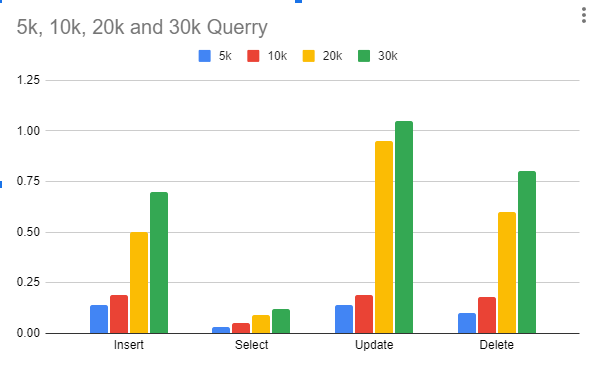 5k, 10k, 20k and 30k Querry
5k 10k 20k 30k
1.25
1.00
0.75
0.50
0.25
0.00
Insert Select Update Delete